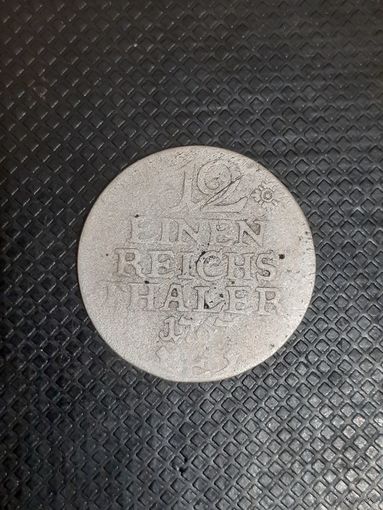 12
EINEN
REICHS
THALER